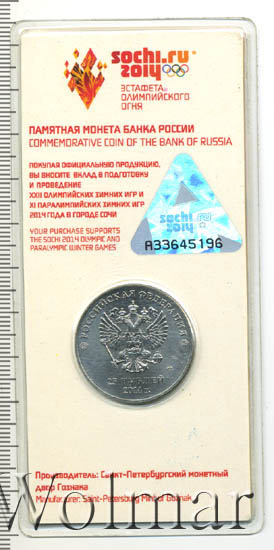 sochi.ru
2014
ЭСТАФЕТА
ОЛИМПИЙСКОГО
ОГНЯ
ПАМЯТНАЯ МОНЕТА БАНКА РОССИИ
COMMEMORATIVE COIN OF THE BANK OF RUSSIA
ПОКУПАЯ ОФИЦИАЛЬНУЮ ПРОДУКЦИЮ,
ВЫ ВНОСИТЕ ВКЛАД В ПОДГОТОВКУ
И ПРОВЕДЕНИЕ
XXII ОЛИМПИЙСКИХ ЗИМНИХ ИГР И
XI ПАРАЛИМПИЙСКИХ ЗИМНИХ ИГР
2014 ГОДА В ГОРОДЕ СОЧИ
YOUR PURCHASE SUPPORTS
THE SOCHI 2014 OLYMPIC AND
PARALYMPIC WINTER GAMES
sochi.ru
2014
A33645196
РОССИЙСКАЯ ФЕДЕРАЦИЯ
25 РУБЛЕЙ
Производитель: Санкт-Петербургский монетный
двор Гознака
Manufacturer: Saint-Petersburg Mint of Goznak
Wolmar